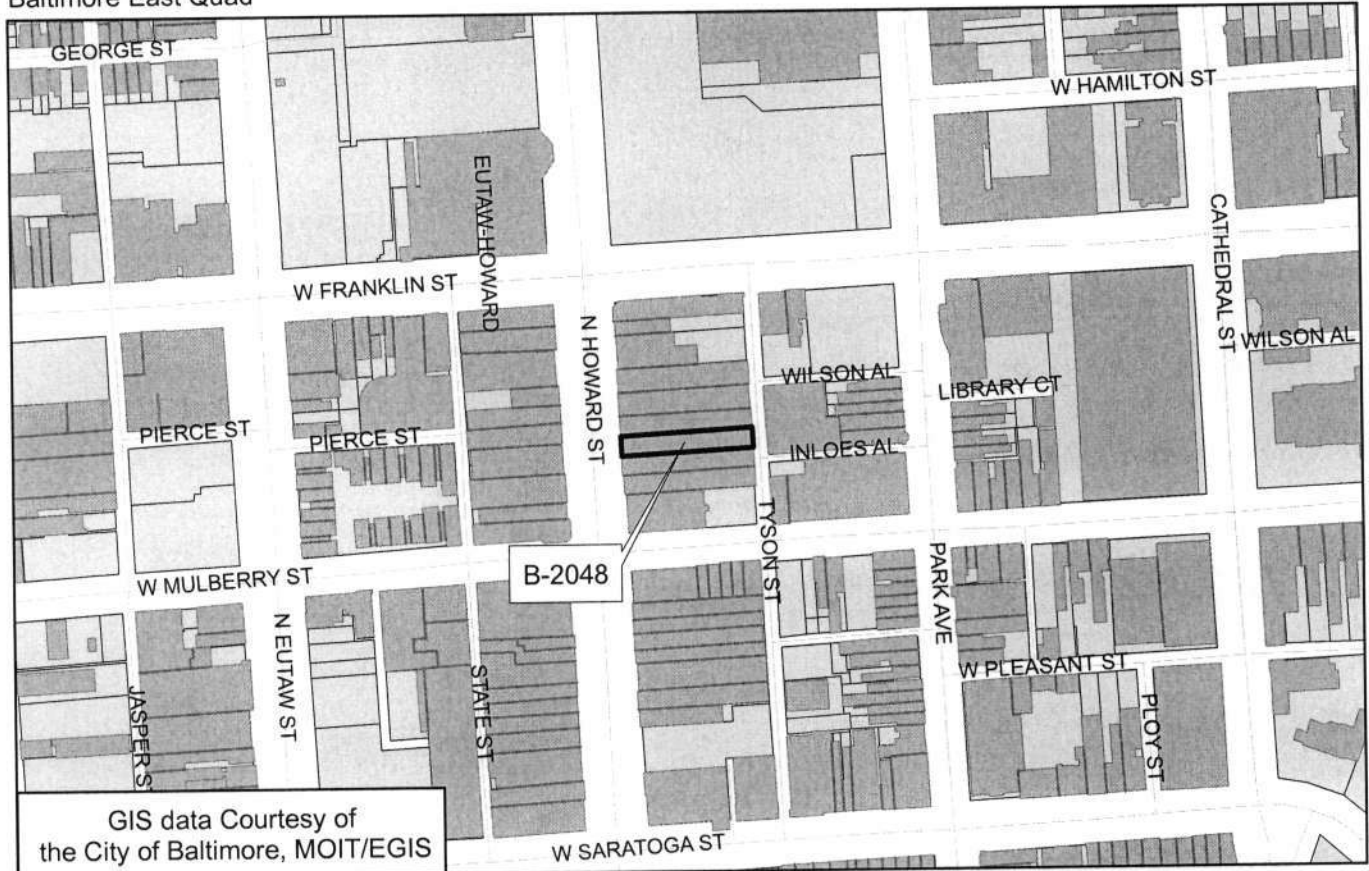 Baltimore East Quad
GEORGE ST
W HAMILTON ST
EUTAW-HOWARD
CATHEDRAL ST
W FRANKLIN ST
N HOWARD ST
WILSON AL
WILSON AL
LIBRARY CT
PIERCE ST
PIERCE ST
INLOES AL
TYSON ST
B-2048
W MULBERRY ST
PARK AVE
N EUTAW ST
STATE ST
W PLEASANT ST
JASPER S
PLOY ST
GIS data Courtesy of
the City of Baltimore, MOIT/EGIS
W SARATOGA ST